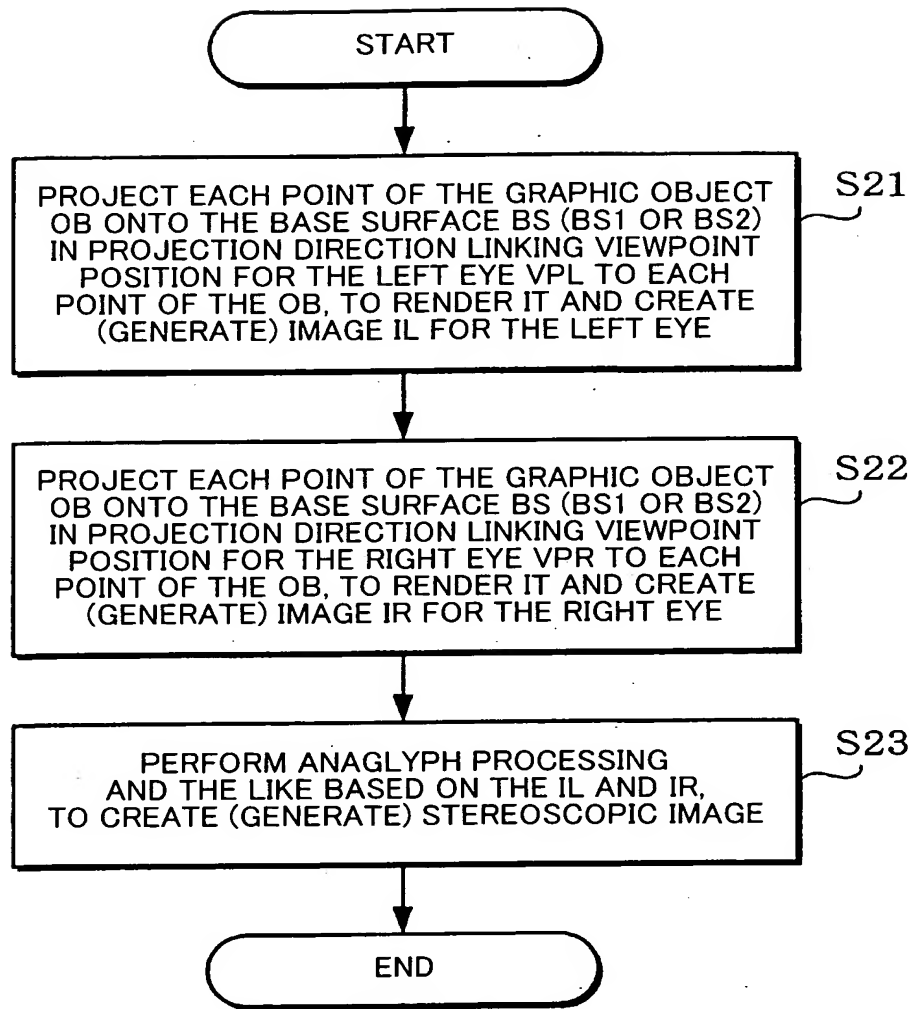 START
PROJECT EACH POINT OF THE GRAPHIC OBJECT
OB ONTO THE BASE SURFACE BS (BS1 OR BS2)
IN PROJECTION DIRECTION LINKING VIEWPOINT
POSITION FOR THE LEFT EYE VPL TO EACH
POINT OF THE OB, TO RENDER IT AND CREATE
(GENERATE) IMAGE IL FOR THE LEFT EYE
S21
PROJECT EACH POINT OF THE GRAPHIC OBJECT
OB ONTO THE BASE SURFACE BS (BS1 OR BS2)
IN PROJECTION DIRECTION LINKING VIEWPOINT
POSITION FOR THE RIGHT EYE VPR TO EACH
POINT OF THE OB, TO RENDER IT AND CREATE
(GENERATE) IMAGE IR FOR THE RIGHT EYE
S22
PERFORM ANAGLYPH PROCESSING
AND THE LIKE BASED ON THE IL AND IR,
TO CREATE (GENERATE) STEREOSCOPIC IMAGE
S23
END